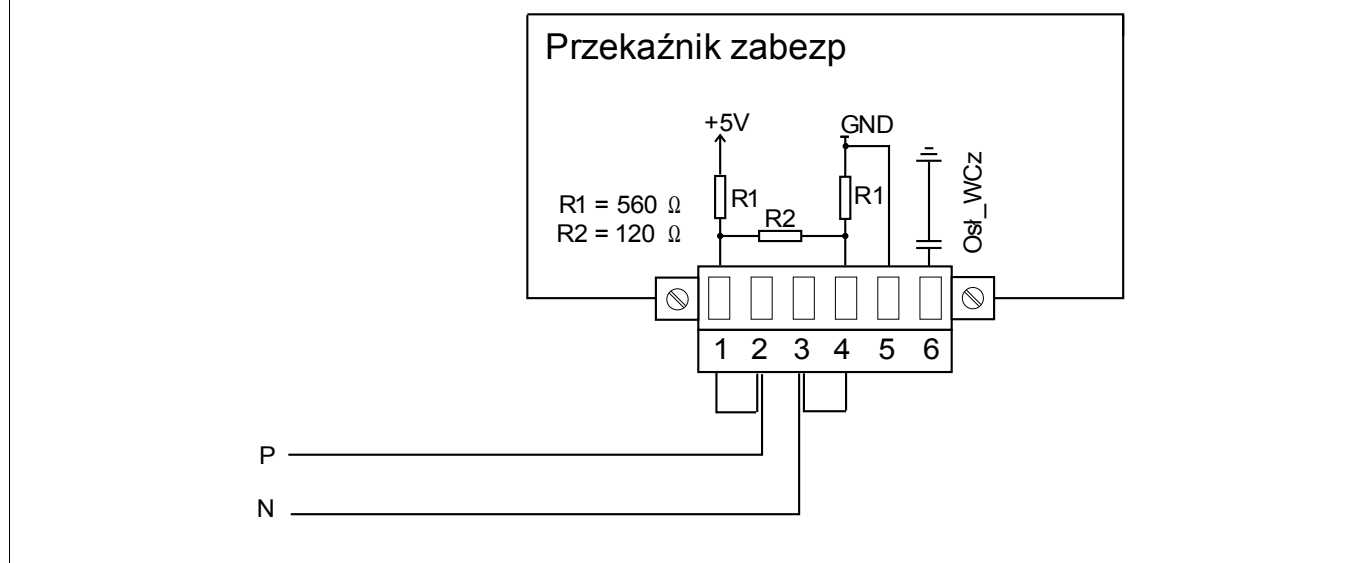 Przekaźnik zabezp
+5V
GND
R1
R2
R1
Osł_WCz
R1 = 560 Ω
R2 = 120 Ω
1 2 3 4 5 6
P
N